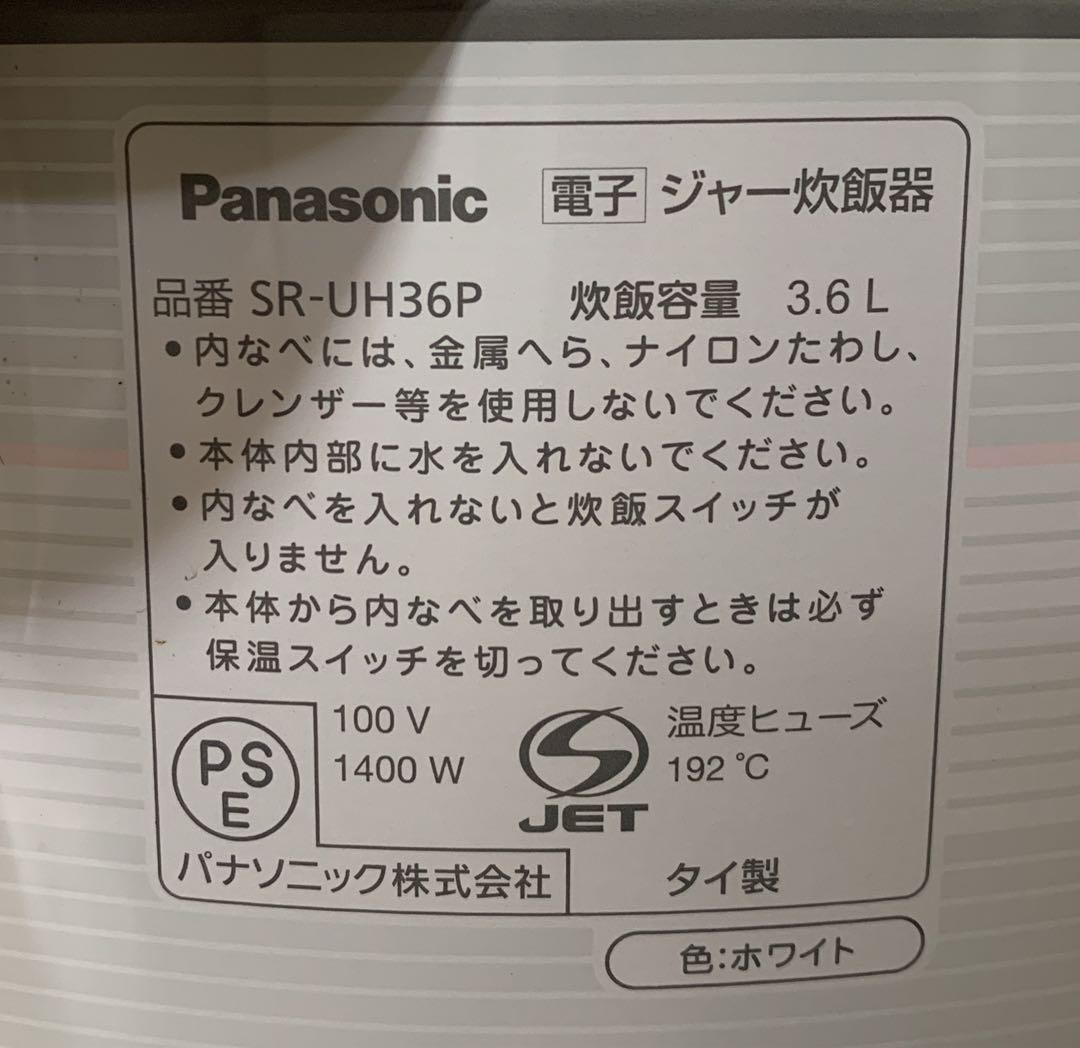 Panasonic 電子 ジャー炊飯器
品番 SR-UH36P 炊飯容量 3.6 L
•内なべには、金属へら、ナイロンたわし、
クレンザー等を使用しないでください。
•本体内部に水を入れないでください。
•内なべを入れないと炊飯スイッチが
入りません。
•本体から内なべを取り出すときは必ず
保温スイッチを切ってください。
PS
E
100 V
1400 W
S
JET
温度ヒューズ
192 ℃
パナソニック株式会社
タイ製
色:ホワイト